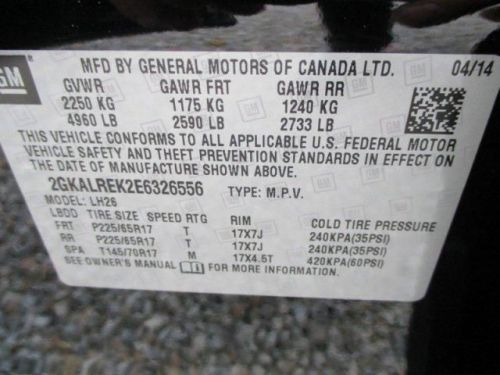 GM
MFD BY GENERAL MOTORS OF CANADA LTD. 04/14
GVWR GAWR FRT GAWR RR
2250 KG 1175 KG 1240 KG
4960 LB 2590 LB 2733 LB
THIS VEHICLE CONFORMS TO ALL APPLICABLE U.S. FEDERAL MOTOR
VEHICLE SAFETY AND THEFT PREVENTION STANDARDS IN EFFECT ON
THE DATE OF MANUFACTURE SHOWN ABOVE.
2GKALREK2E6326556 TYPE: M.P.V.
MODEL: LH26
LBDD TIRE SIZE SPEED RTG RIM COLD TIRE PRESSURE
FRT P225/65R17 T 17X7J 240KPA(35PSI)
RR P225/65R17 T 17X7J 240KPA(35PSI)
SPA T145/70R17 M 17X4.5T 420KPA(60PSI)
SEE OWNER'S MANUAL FOR MORE INFORMATION.